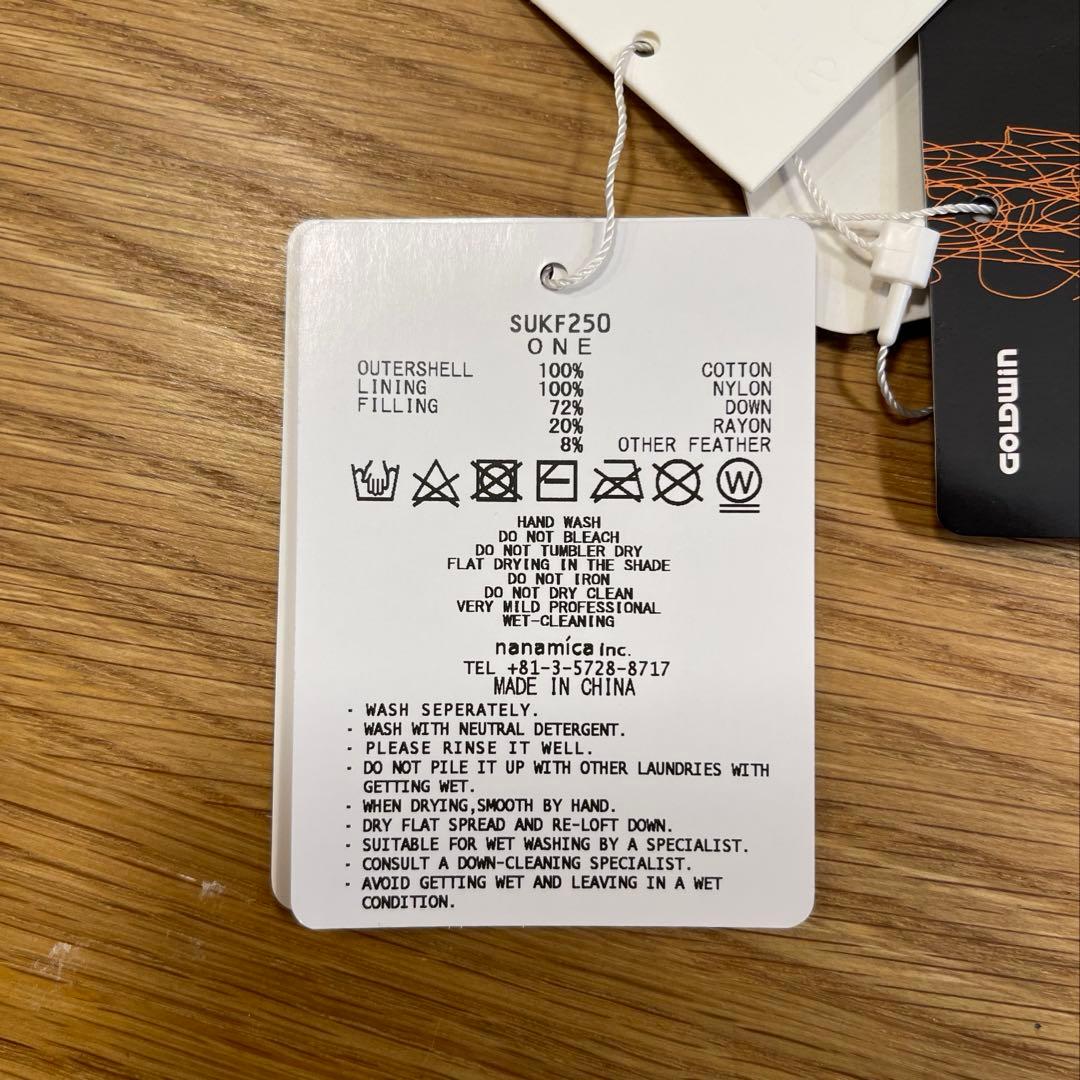 SUKF250
ONE
OUTERSHELL 100% COTTON
LINING 100% NYLON
FILLING 72% DOWN
20% RAYON
8% OTHER FEATHER
W
HAND WASH
DO NOT BLEACH
DO NOT TUMBLER DRY
FLAT DRYING IN THE SHADE
DO NOT IRON
DO NOT DRY CLEAN
VERY MILD PROFESSIONAL
WET-CLEANING
nanamíca Inc.
TEL +81-3-5728-8717
MADE IN CHINA
· WASH SEPERATELY.
· WASH WITH NEUTRAL DETERGENT.
· PLEASE RINSE IT WELL.
· DO NOT PILE IT UP WITH OTHER LAUNDRIES WITH
GETTING WET.
· WHEN DRYING,SMOOTH BY HAND.
· DRY FLAT SPREAD AND RE-LOFT DOWN.
· SUITABLE FOR WET WASHING BY A SPECIALIST.
· CONSULT A DOWN-CLEANING SPECIALIST.
· AVOID GETTING WET AND LEAVING IN A WET
CONDITION.
GOLDWIN